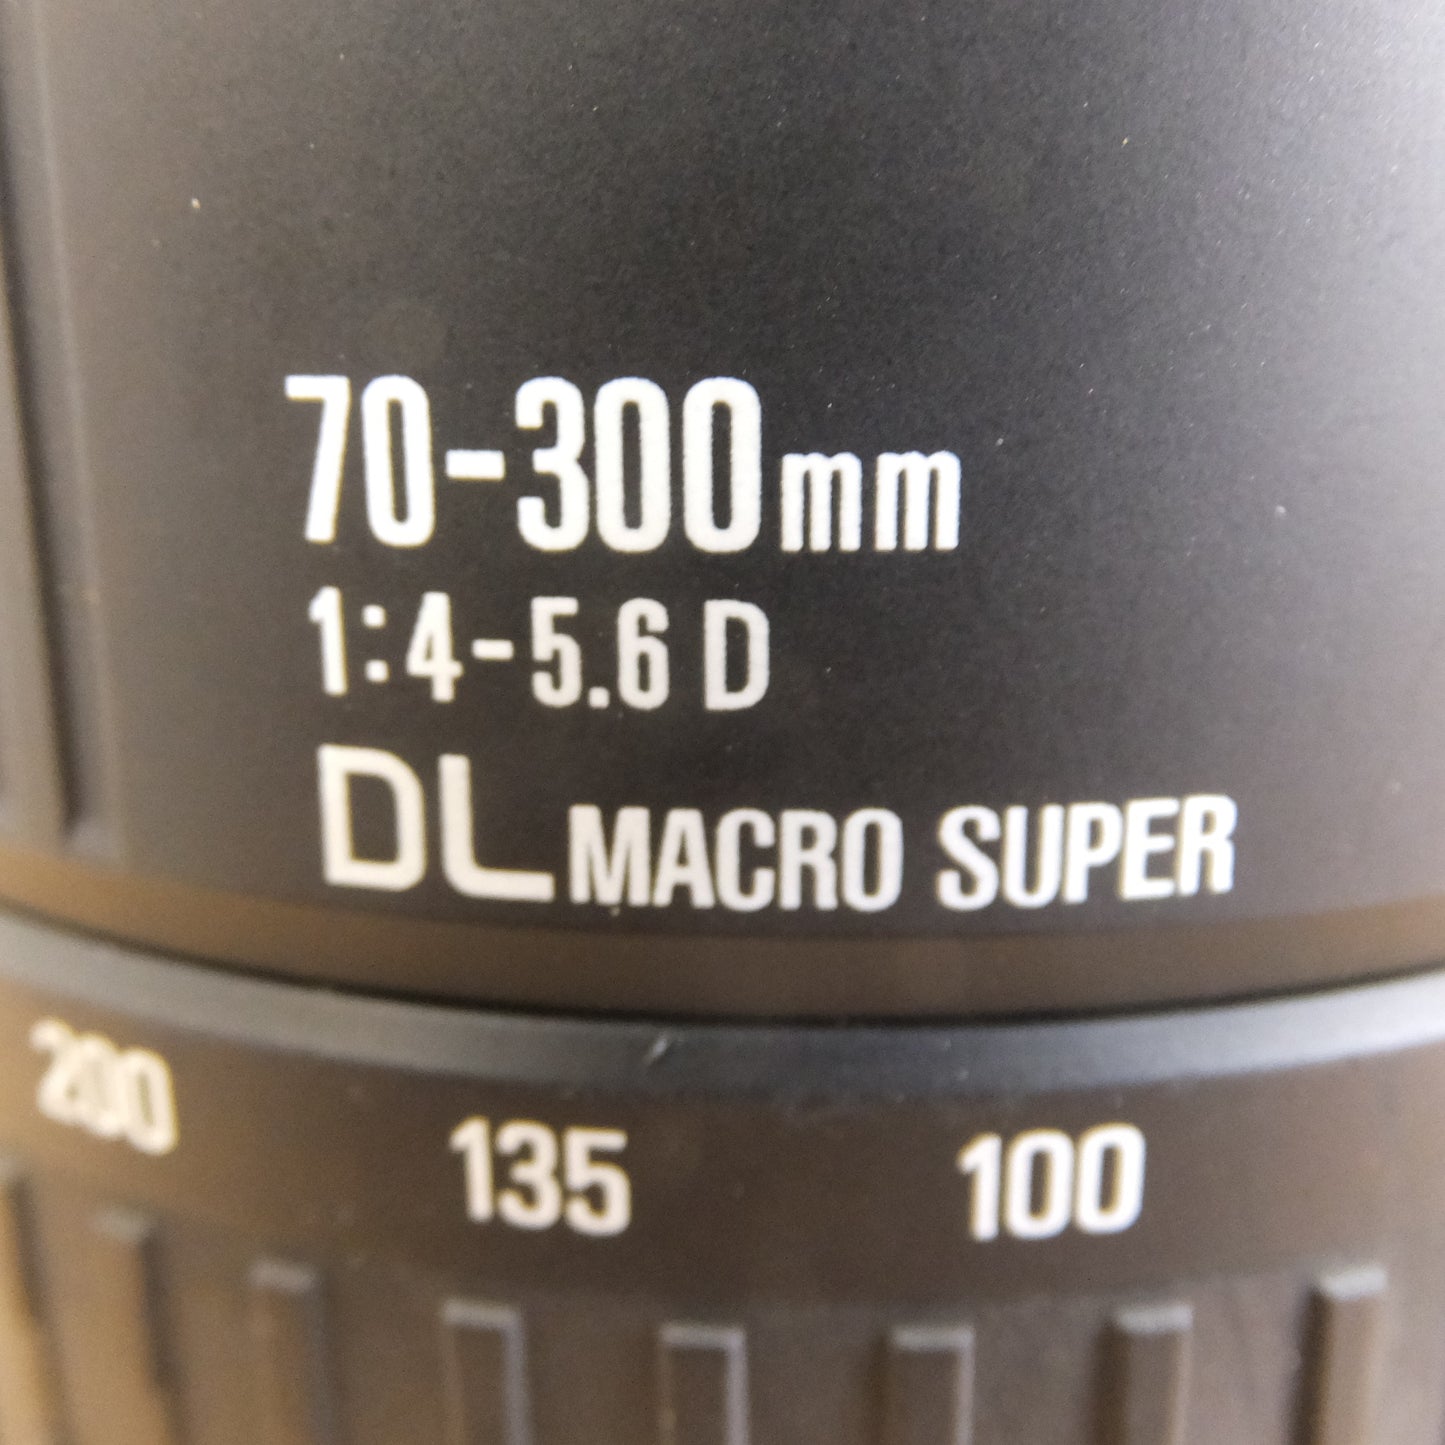 70-300mm
1:4-5.6 D
DL MACRO SUPER
200 135 100